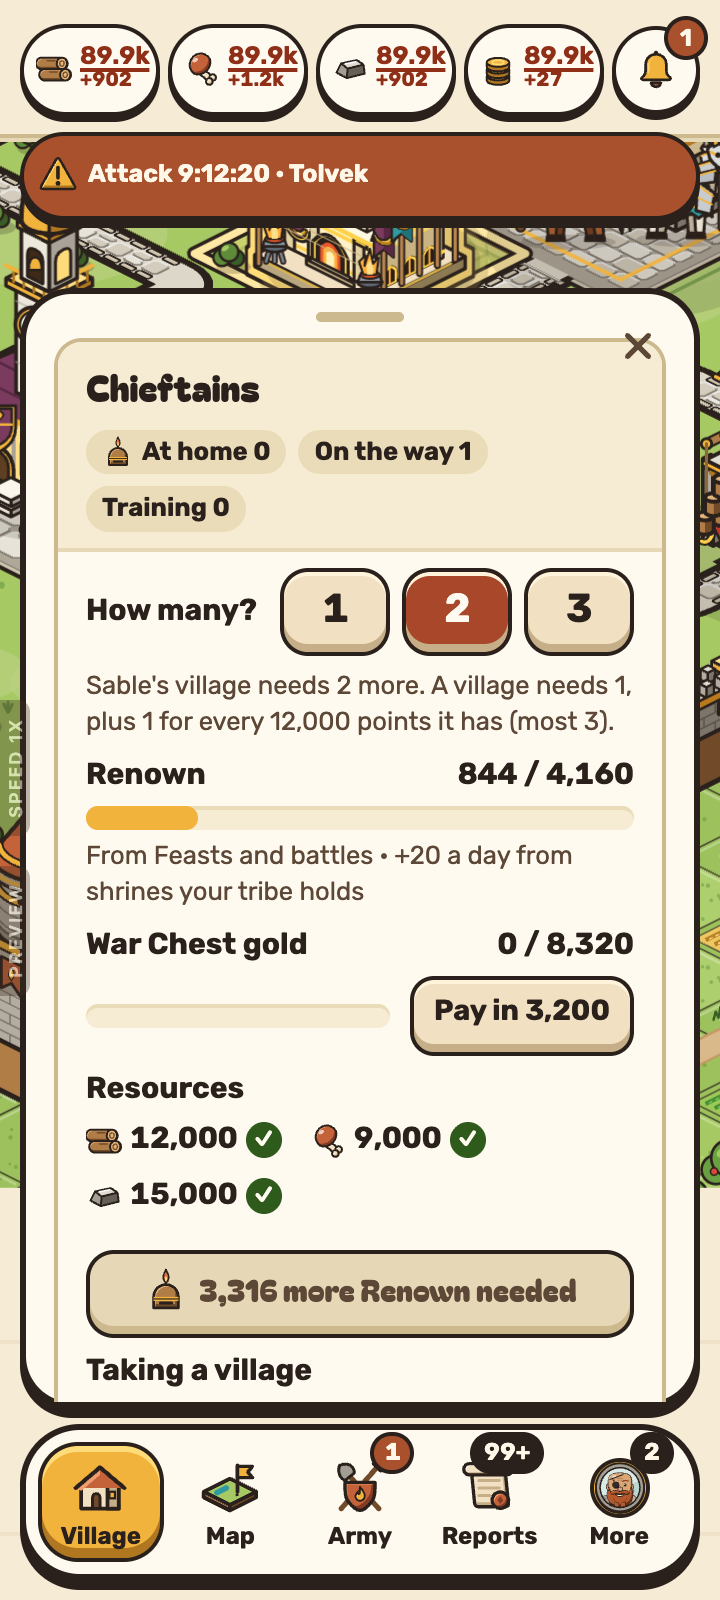 89.9k
+902
89.9k
+1.2k
89.9k
+902
89.9k
+27
1
Attack 9:12:20 • Tolvek
Chieftains
At home 0
On the way 1
Training 0
How many?
1
2
3
Sable's village needs 2 more. A village needs 1,
plus 1 for every 12,000 points it has (most 3).
Renown
844 / 4,160
From Feasts and battles • +20 a day from
shrines your tribe holds
War Chest gold
0 / 8,320
Pay in 3,200
Resources
12,000
9,000
15,000
3,316 more Renown needed
Taking a village
SPEED 1X
PREVIEW
Village
Map
1
Army
99+
Reports
2
More